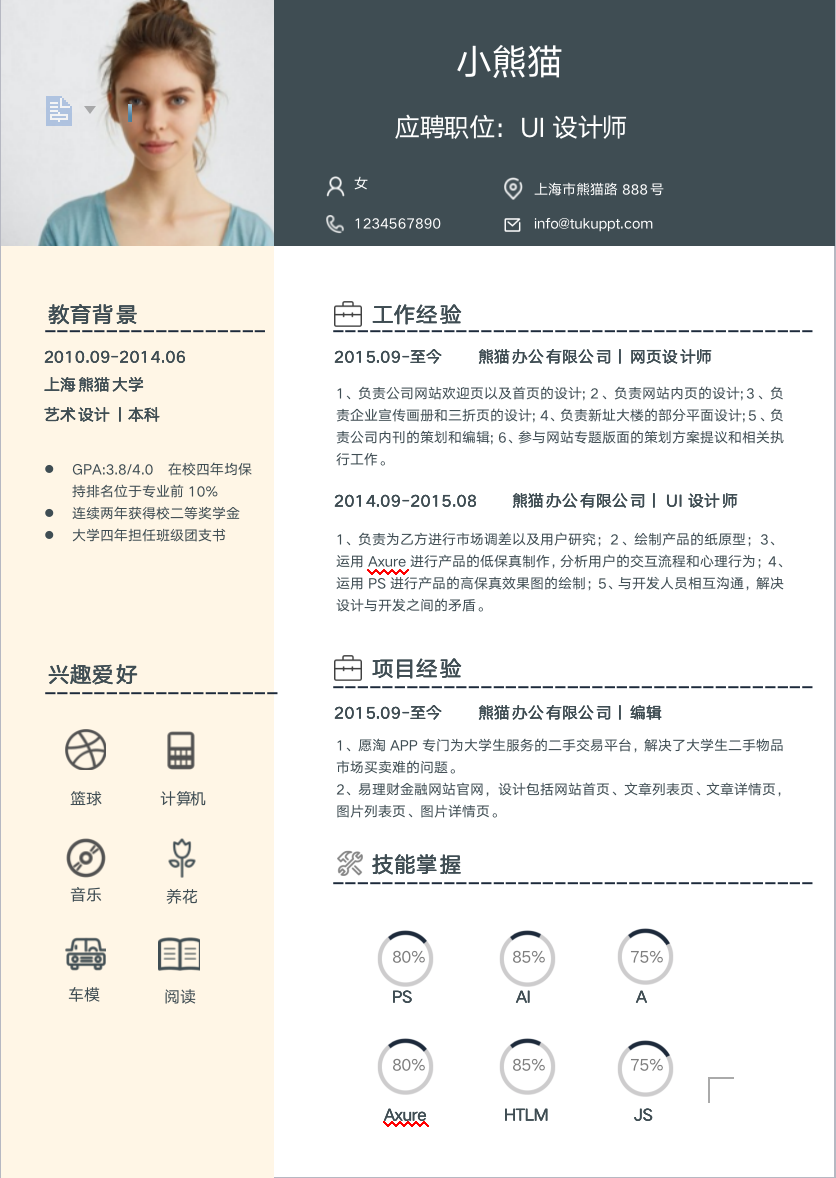 小熊猫
应聘职位：UI 设计师
女
上海市熊猫路 888 号
1234567890
info@tukuppt.com
教育背景
2010.09-2014.06
上海熊猫大学
艺术设计丨本科
● GPA:3.8/4.0 在校四年均保
持排名位于专业前 10%
● 连续两年获得校二等奖学金
● 大学四年担任班级团支书
兴趣爱好
篮球
计算机
音乐
养花
车模
阅读
工作经验
2015.09-至今 熊猫办公有限公司丨网页设计师
1、负责公司网站欢迎页以及首页的设计；2、负责网站内页的设计；3、负
责企业宣传画册和三折页的设计；4、负责新址大楼的部分平面设计；5、负
责公司内刊的策划和编辑；6、参与网站专题版面的策划方案提议和相关执
行工作。
2014.09-2015.08 熊猫办公有限公司丨 UI 设计师
1、负责为乙方进行市场调差以及用户研究；2、绘制产品的纸原型；3、
运用 Axure 进行产品的低保真制作，分析用户的交互流程和心理行为；4、
运用 PS 进行产品的高保真效果图的绘制；5、与开发人员相互沟通，解决
设计与开发之间的矛盾。
项目经验
2015.09-至今 熊猫办公有限公司丨编辑
1、愿淘 APP 专门为大学生服务的二手交易平台，解决了大学生二手物品
市场买卖难的问题。
2、易理财金融网站官网，设计包括网站首页、文章列表页、文章详情页，
图片列表页、图片详情页。
技能掌握
80%
85%
75%
PS
AI
A
80%
85%
75%
Axure
HTLM
JS